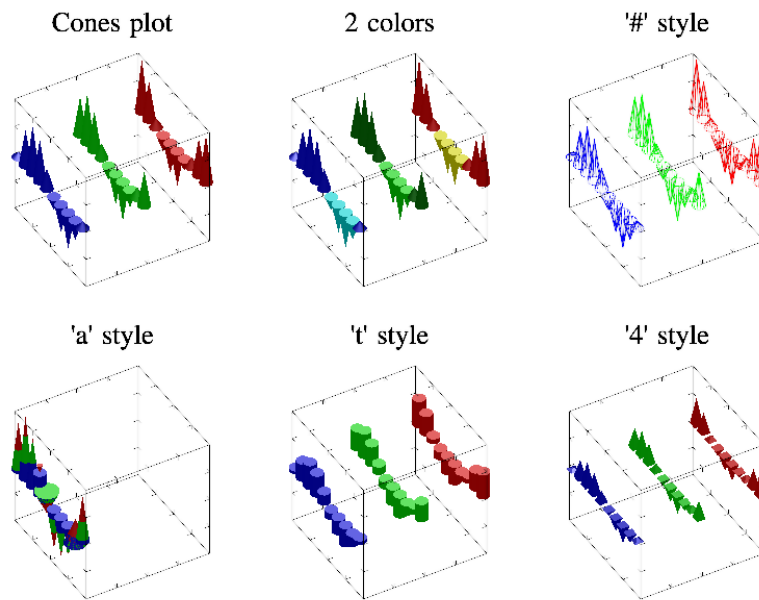 Cones plot
2 colors
'#' style
'a' style
't' style
'4' style